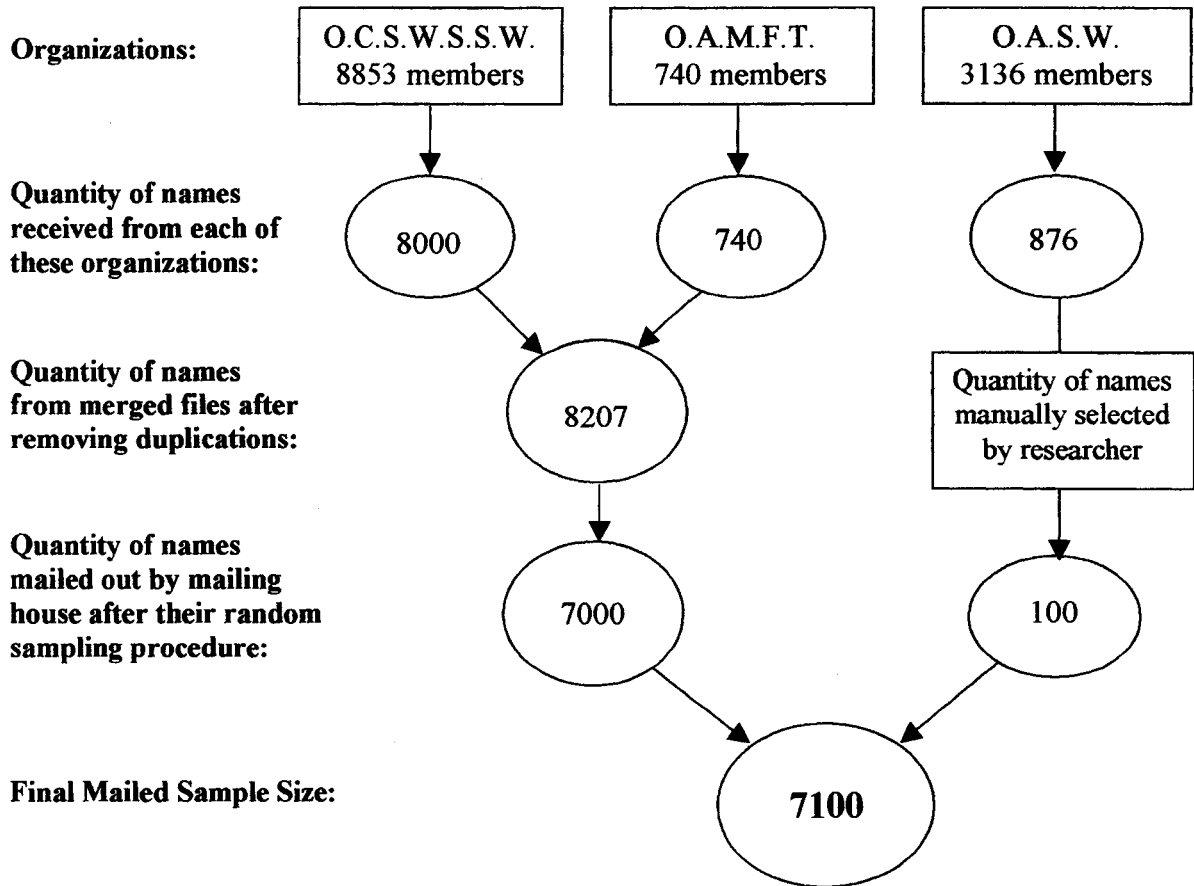 Organizations:
O.C.S.W.S.S.W.
8853 members
O.A.M.F.T.
740 members
O.A.S.W.
3136 members
Quantity of names
received from each of
these organizations:
8000
740
876
Quantity of names
from merged files after
removing duplications:
8207
Quantity of names
manually selected
by researcher
Quantity of names
mailed out by mailing
house after their random
sampling procedure:
7000
100
Final Mailed Sample Size:
7100